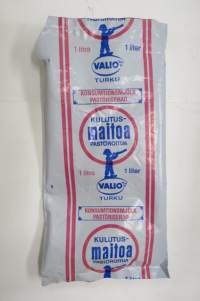 1 litra 1 liter
VALIO
TURKU
KONSUMTIONSMJÖLK
PASTÖRISERAD
KULUTUS-
maitoa
PASTÖROITUA
1 litra 1 liter
VALIO
TURKU
KONSUMTIONSMJÖLK
PASTÖRISERAD
KULUTUS-
maitoa
PASTÖROITUA